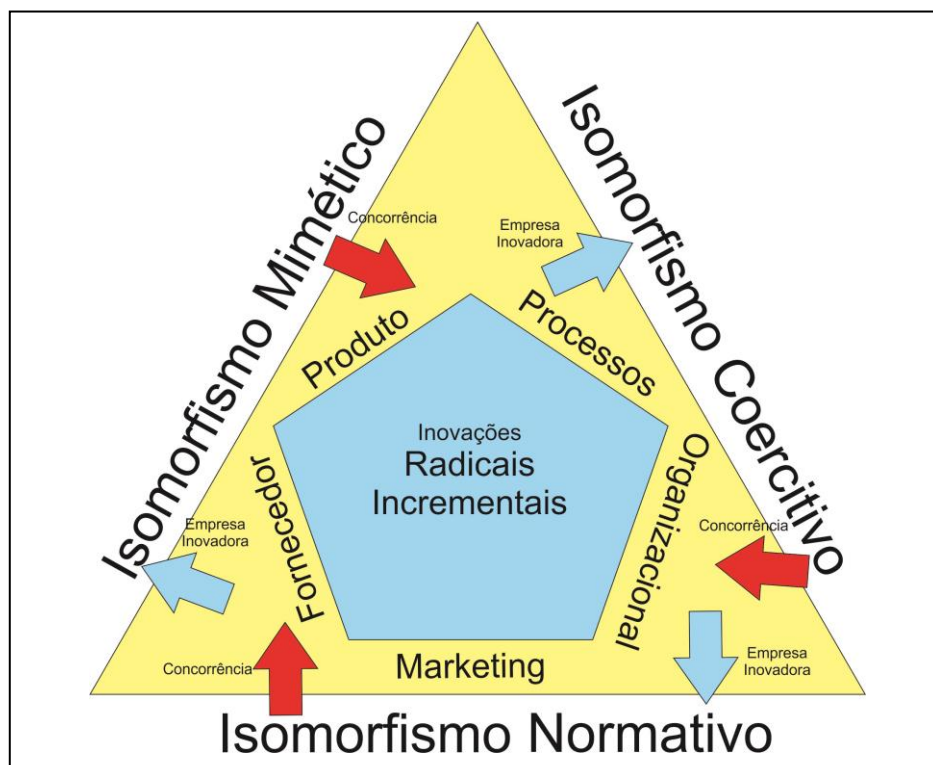 Isomorfismo Mimético
Isomorfismo Coercitivo
Concorrência
Empresa
Inovadora
Produto
Processos
Inovações
Radicais
Incrementais
Fornecedor
Organizacional
Empresa
Inovadora
Concorrência
Concorrência
Marketing
Empresa
Inovadora
Isomorfismo Normativo